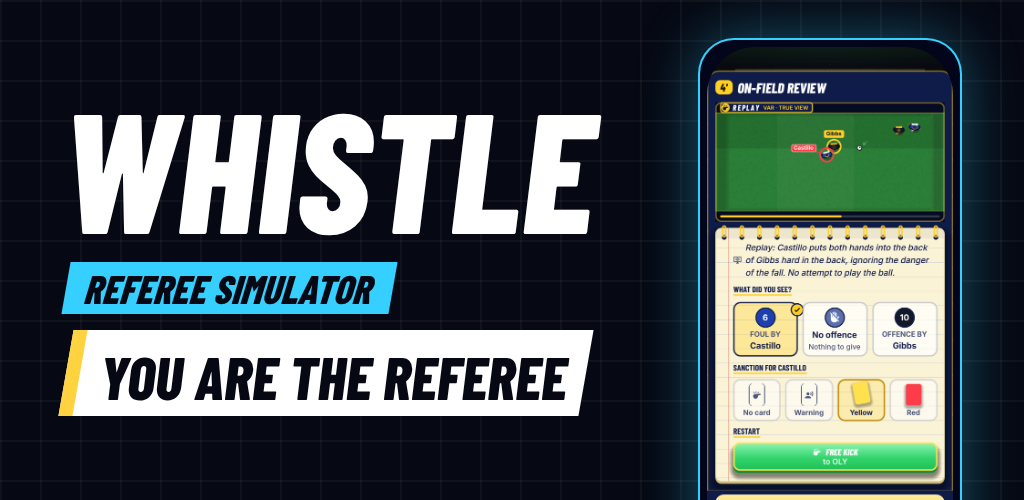 WHISTLE
REFEREE SIMULATOR
YOU ARE THE REFEREE
4' ON-FIELD REVIEW
REPLAY VAR · TRUE VIEW
Gibbs
Castillo
Replay: Castillo puts both hands into the back
of Gibbs hard in the back, ignoring the danger
of the fall. No attempt to play the ball.
WHAT DID YOU SEE?
6
FOUL BY
Castillo
No offence
Nothing to give
10
OFFENCE BY
Gibbs
SANCTION FOR CASTILLO
No card
Warning
Yellow
Red
RESTART
FREE KICK
to OLY